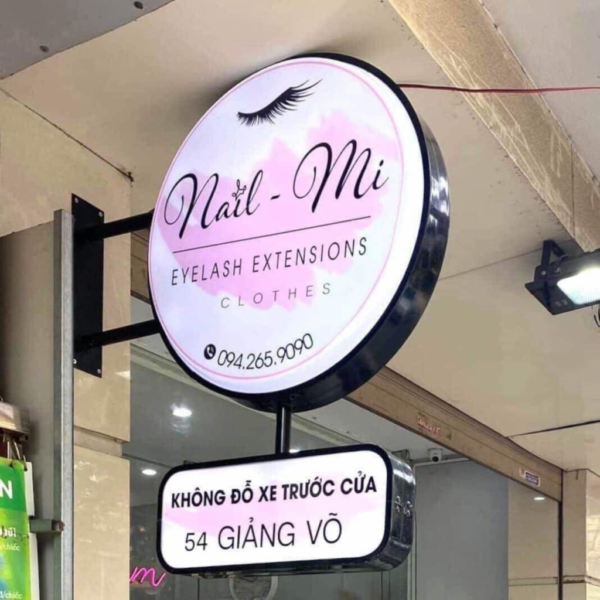 Nail - Mi
EYELASH EXTENSIONS
CLOTHES
094.265.9090
KHÔNG ĐỖ XE TRƯỚC CỬA
54 GIẢNG VÕ